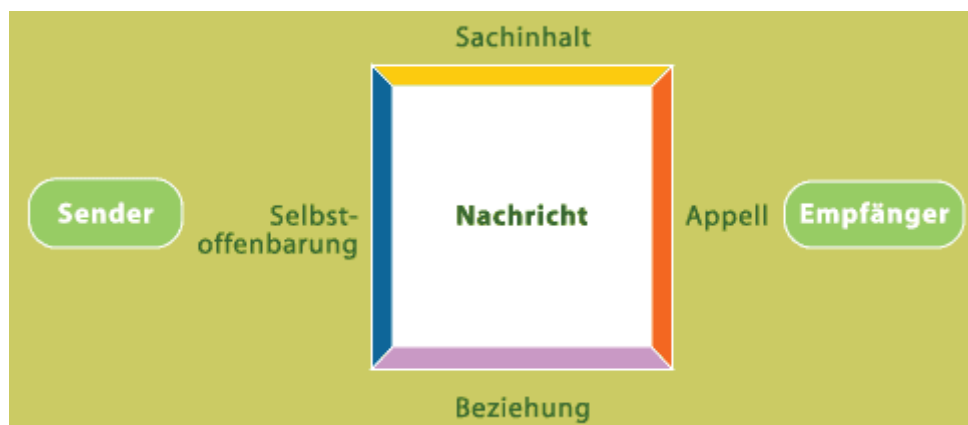 Sachinhalt
Sender
Selbst-
offenbarung
Nachricht
Appell
Empfänger
Beziehung